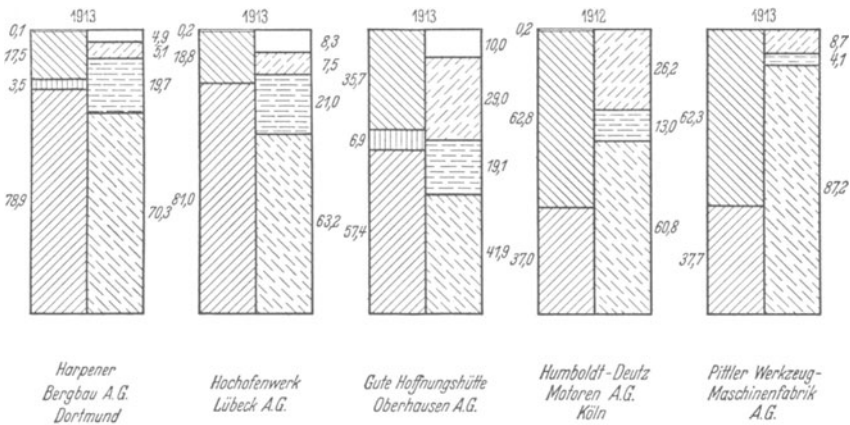 1913
0,1
17,5
3,5
78,9
4,9
5,1
19,7
70,3
Harpener
Bergbau A.G.
Dortmund
1913
0,2
18,8
81,0
8,3
7,5
21,0
63,2
Hochofenwerk
Lübeck A.G.
1913
35,7
6,9
57,4
10,0
29,0
19,1
41,9
Gute Hoffnungshütte
Oberhausen A.G.
1912
0,2
62,8
37,0
26,2
13,0
60,8
Humboldt-Deutz
Motoren A.G.
Köln
1913
62,3
37,7
8,7
4,1
87,2
Pittler Werkzeug-
Maschinenfabrik
A.G.